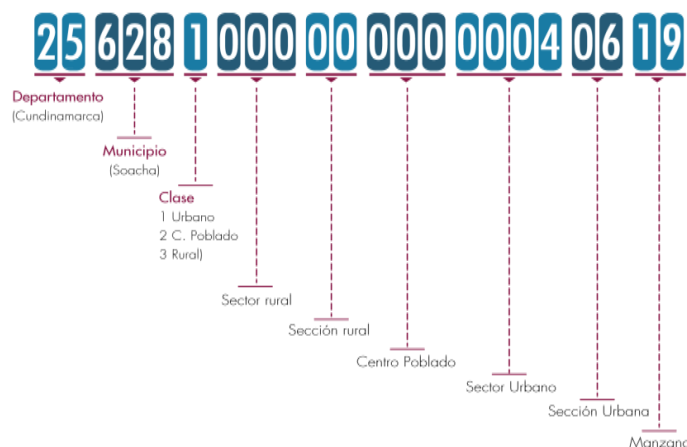 25 628 1 000 00 000 0004 06 19
Departamento
(Cundinamarca)
Municipio
(Soacha)
Clase
1 Urbano
2 C. Poblado
3 Rural)
Sector rural
Sección rural
Centro Poblado
Sector Urbano
Sección Urbana
Manzana